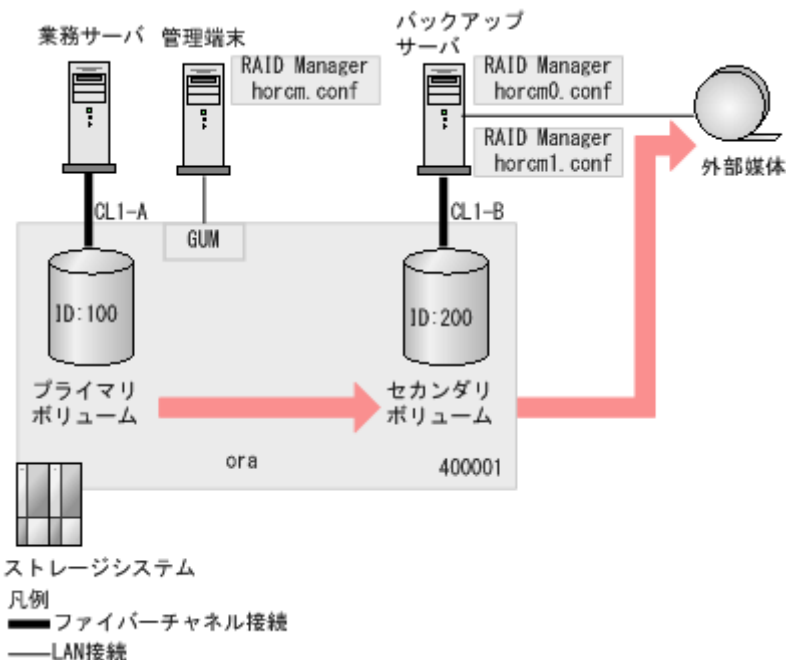 業務サーバ
管理端末
バックアップ
サーバ
RAID Manager
horcm.conf
RAID Manager
horcm0.conf
RAID Manager
horcm1.conf
外部媒体
CL1-A
GUM
CL1-B
ID:100
ID:200
プライマリ
ボリューム
セカンダリ
ボリューム
ora
400001
ストレージシステム
凡例
ファイバーチャネル接続
LAN接続